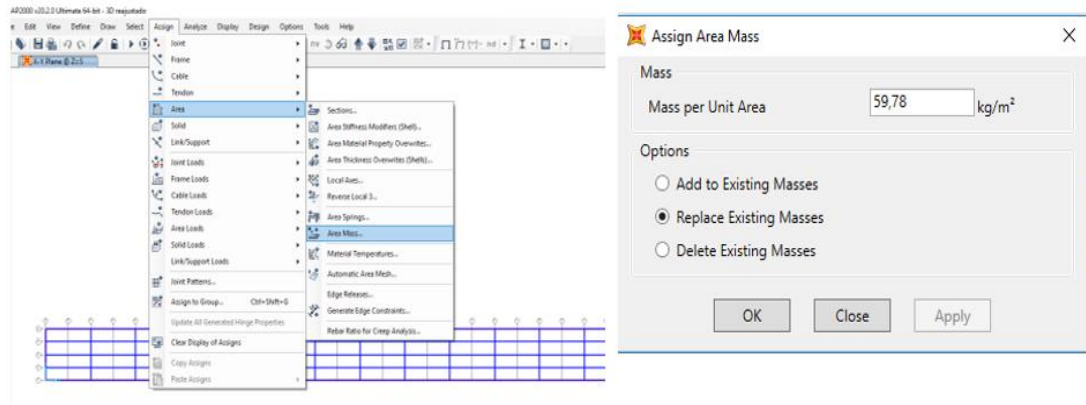 AP2000 v20.2.0 Ultimate 64-bit - 3D reajustado
Edit View Define Draw Select Assign Analyze Display Design Options Tools Help
X-Y Plane @ Z=5
Joint
Frame
Cable
Tendon
Area
Solid
Link/Support
Joint Loads
Frame Loads
Cable Loads
Tendon Loads
Area Loads
Solid Loads
Link/Support Loads
Joint Patterns...
Assign to Group... Ctrl+Shift+G
Update All Generated Hinge Properties
Clear Display of Assigns
Copy Assigns
Paste Assigns
Sections...
Area Stiffness Modifiers (Shell)...
Area Material Property Overwrites...
Area Thickness Overwrites (Shells)...
Local Axes...
Reverse Local 3...
Area Springs...
Area Mass...
Material Temperatures...
Automatic Area Mesh...
Edge Releases...
Generate Edge Constraints...
Rebar Ratio for Creep Analysis...
Assign Area Mass
Mass
Mass per Unit Area 59,78 kg/m²
Options
Add to Existing Masses
Replace Existing Masses
Delete Existing Masses
OK Close Apply